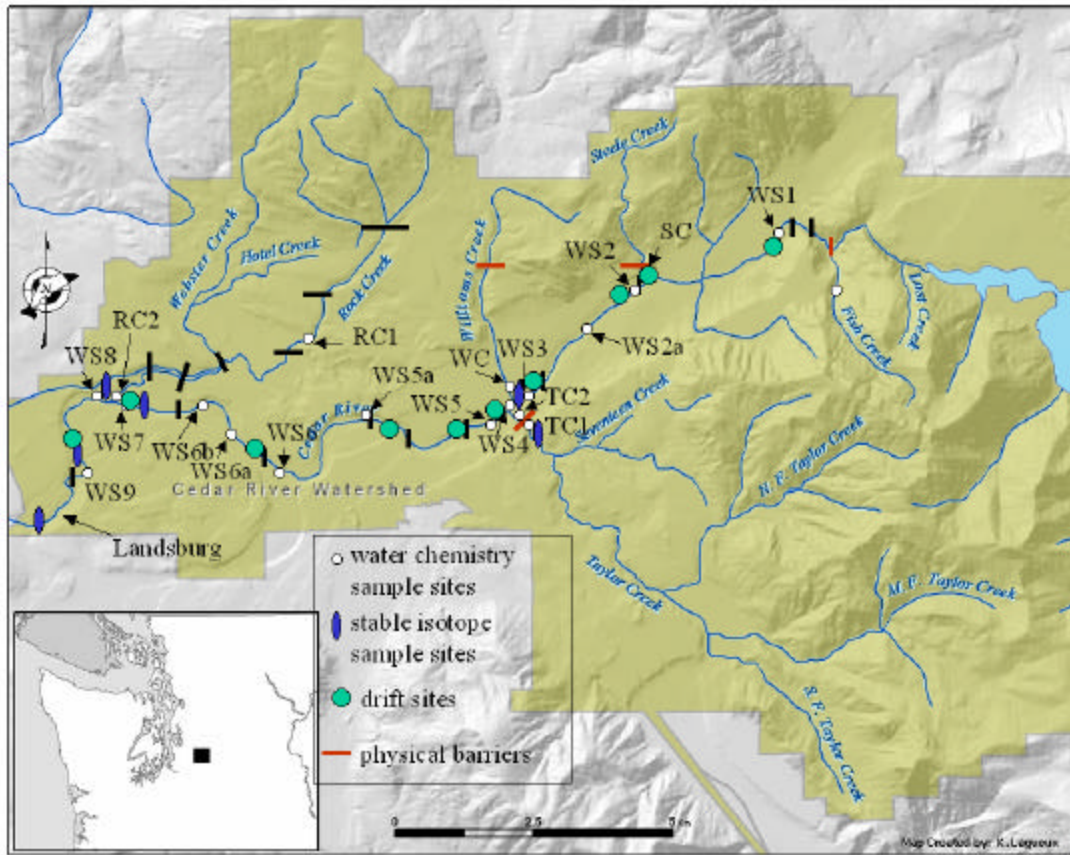 Steele Creek
WS1
SC
WS2
Webster Creek
Hotel Creek
Rock Creek
Williams Creek
Lost Creek
Fish Creek
N
RC2
RC1
WS8
WS2a
WC
WS3
WS5a
TC2
WS5
TC1
Seventeen Creek
WS7
Cedar River
WS6
WS4
WS6b
WS6a
N. F. Taylor Creek
WS9
Cedar River Watershed
Landsburg
water chemistry
sample sites
stable isotope
sample sites
drift sites
physical barriers
Taylor Creek
M. F. Taylor Creek
S. F. Taylor Creek
0 2.5 5 Km
Map Created by: K. Lagueux